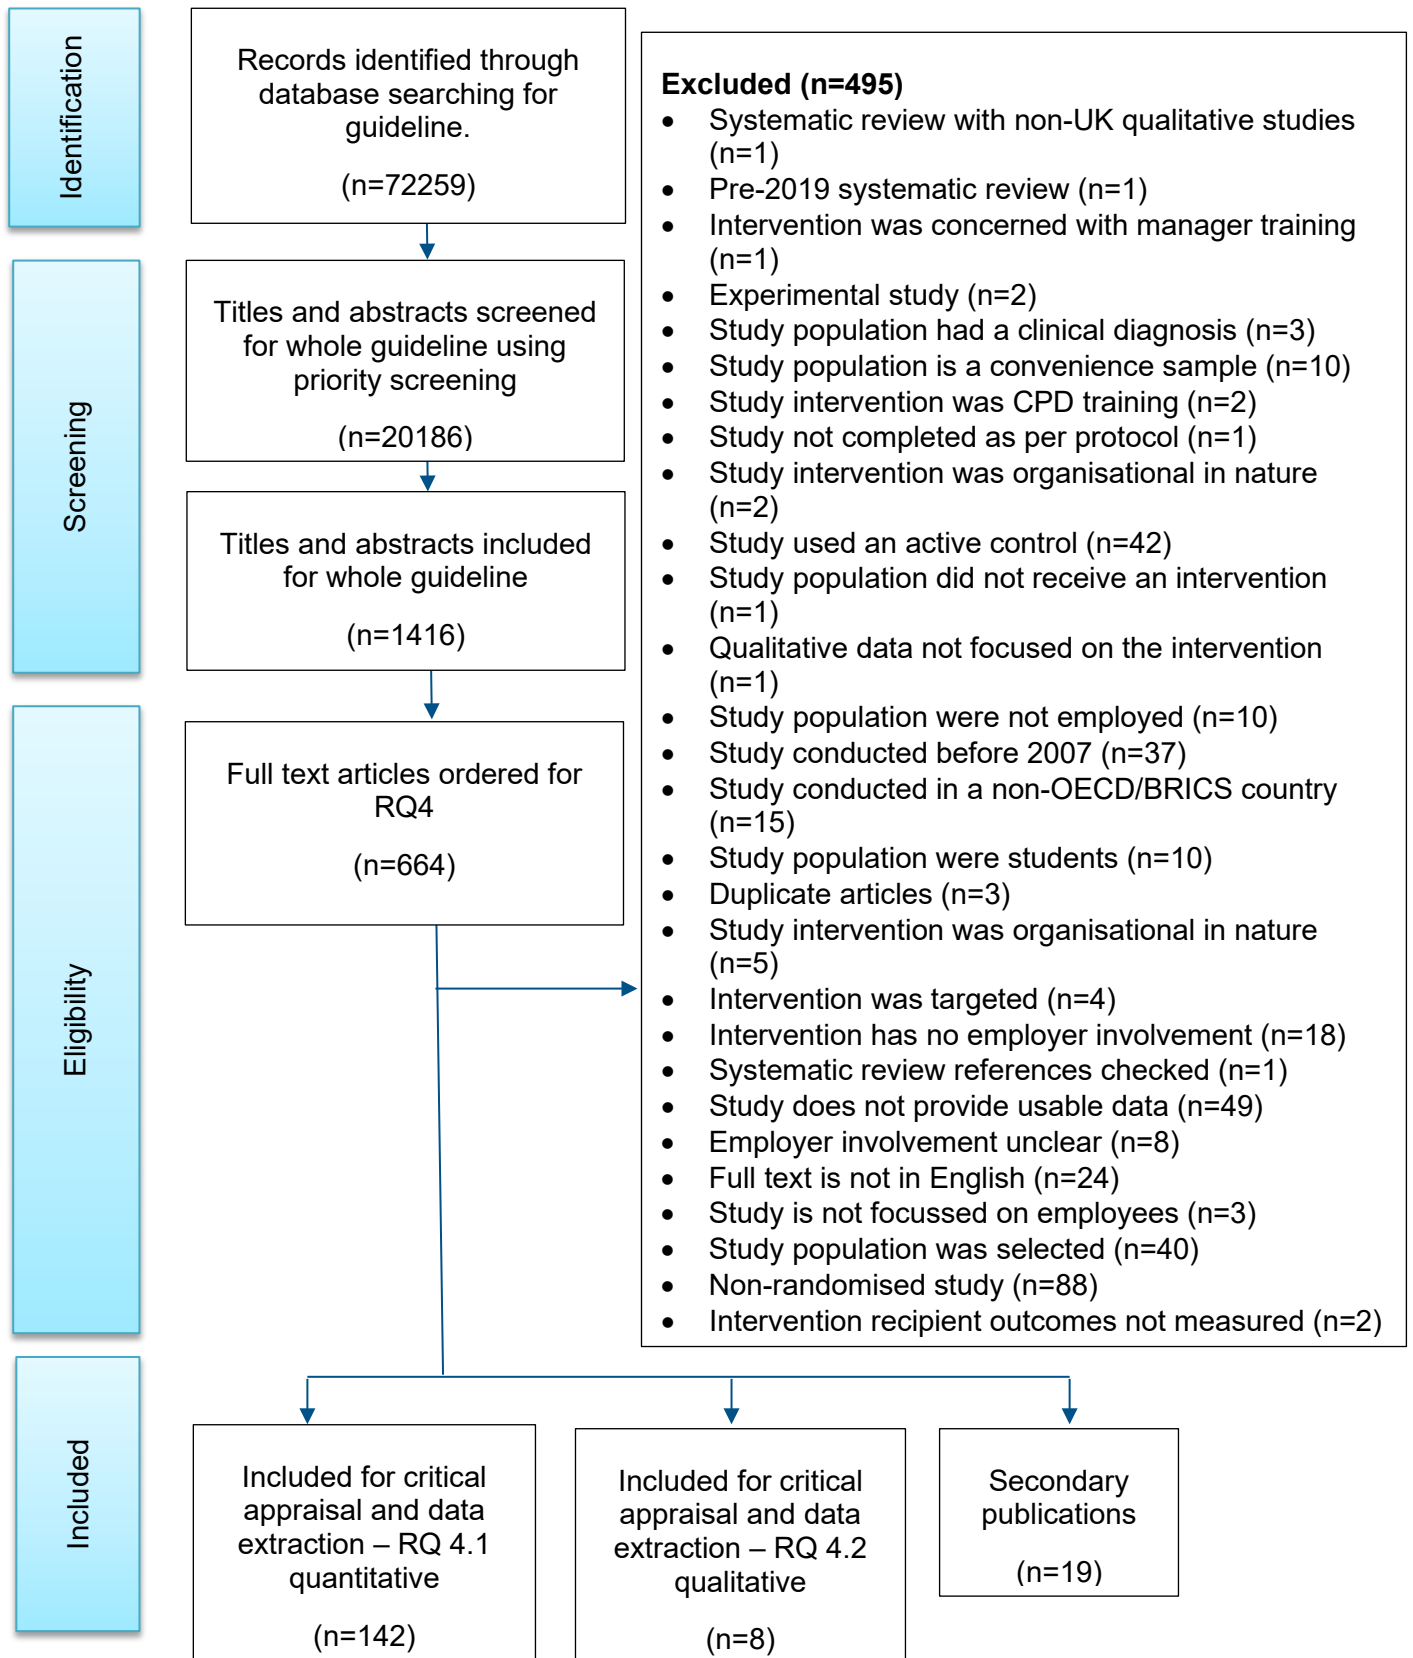 Identification
Records identified through
database searching for
guideline.
(n=72259)
Screening
Titles and abstracts screened
for whole guideline using
priority screening
(n=20186)
Titles and abstracts included
for whole guideline
(n=1416)
Eligibility
Full text articles ordered for
RQ4
(n=664)
Excluded (n=495)
• Systematic review with non-UK qualitative studies
(n=1)
• Pre-2019 systematic review (n=1)
• Intervention was concerned with manager training
(n=1)
• Experimental study (n=2)
• Study population had a clinical diagnosis (n=3)
• Study population is a convenience sample (n=10)
• Study intervention was CPD training (n=2)
• Study not completed as per protocol (n=1)
• Study intervention was organisational in nature
(n=2)
• Study used an active control (n=42)
• Study population did not receive an intervention
(n=1)
• Qualitative data not focused on the intervention
(n=1)
• Study population were not employed (n=10)
• Study conducted before 2007 (n=37)
• Study conducted in a non-OECD/BRICS country
(n=15)
• Study population were students (n=10)
• Duplicate articles (n=3)
• Study intervention was organisational in nature
(n=5)
• Intervention was targeted (n=4)
• Intervention has no employer involvement (n=18)
• Systematic review references checked (n=1)
• Study does not provide usable data (n=49)
• Employer involvement unclear (n=8)
• Full text is not in English (n=24)
• Study is not focussed on employees (n=3)
• Study population was selected (n=40)
• Non-randomised study (n=88)
• Intervention recipient outcomes not measured (n=2)
Included
Included for critical
appraisal and data
extraction – RQ 4.1
quantitative
(n=142)
Included for critical
appraisal and data
extraction – RQ 4.2
qualitative
(n=8)
Secondary
publications
(n=19)